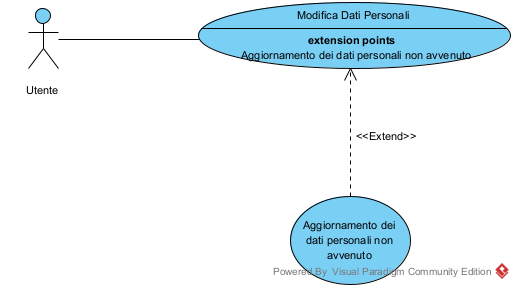 Modifica Dati Personali
extension points
Aggiornamento dei dati personali non avvenuto
Utente
<<Extend>>
Aggiornamento dei
dati personali non
avvenuto
Powered By Visual Paradigm Community Edition